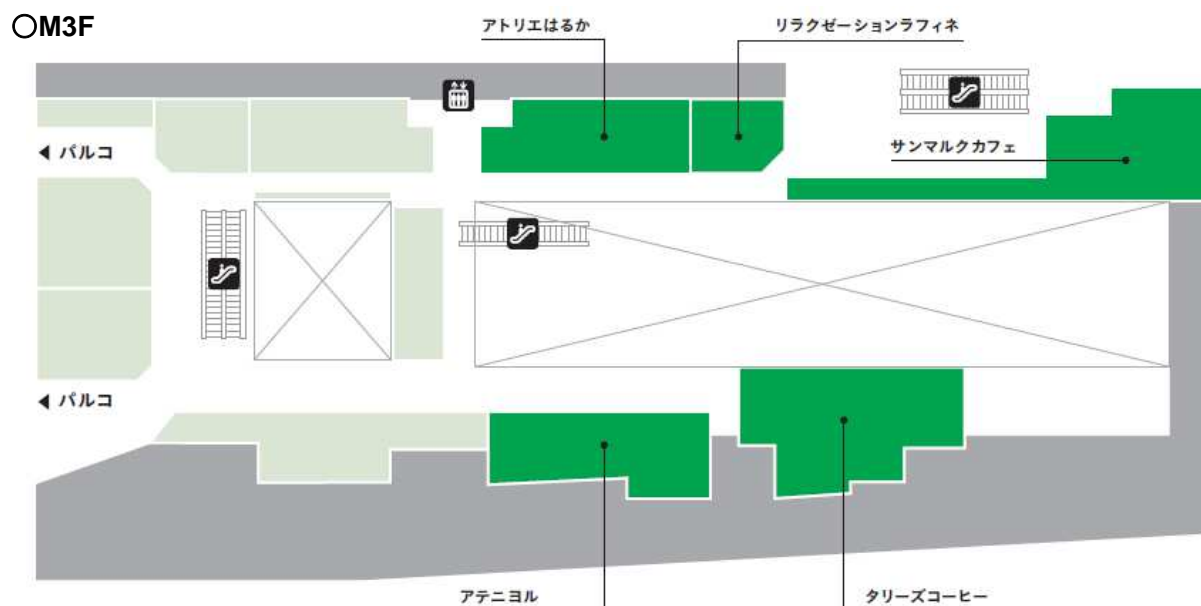 ○M3F
アトリエはるか
リラクゼーションラフィネ
◀ パルコ
サンマルクカフェ
◀ パルコ
アテニヨル
タリーズコーヒー